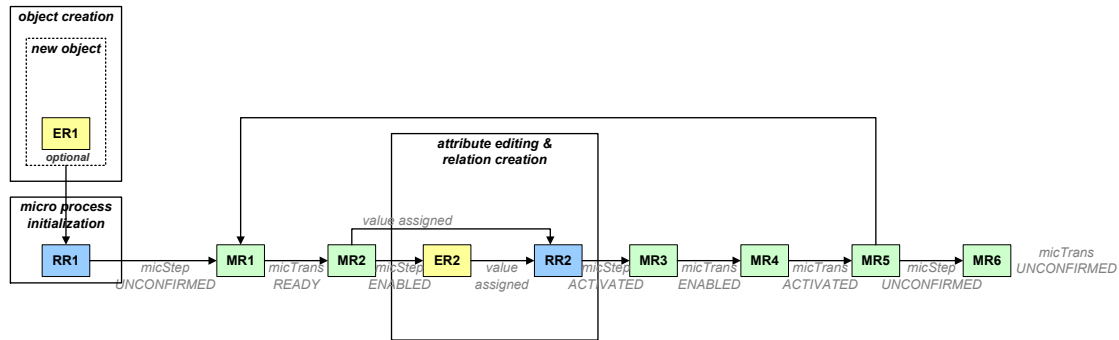 object creation
new object
ER1
optional
micro process
initialization
attribute editing &
relation creation
value assigned
RR1
micStep
UNCONFIRMED
MR1
micTrans
READY
MR2
micStep
ENABLED
ER2
value
assigned
RR2
micStep
ACTIVATED
MR3
micTrans
ENABLED
MR4
micTrans
ACTIVATED
MR5
micStep
UNCONFIRMED
MR6
micTrans
UNCONFIRMED